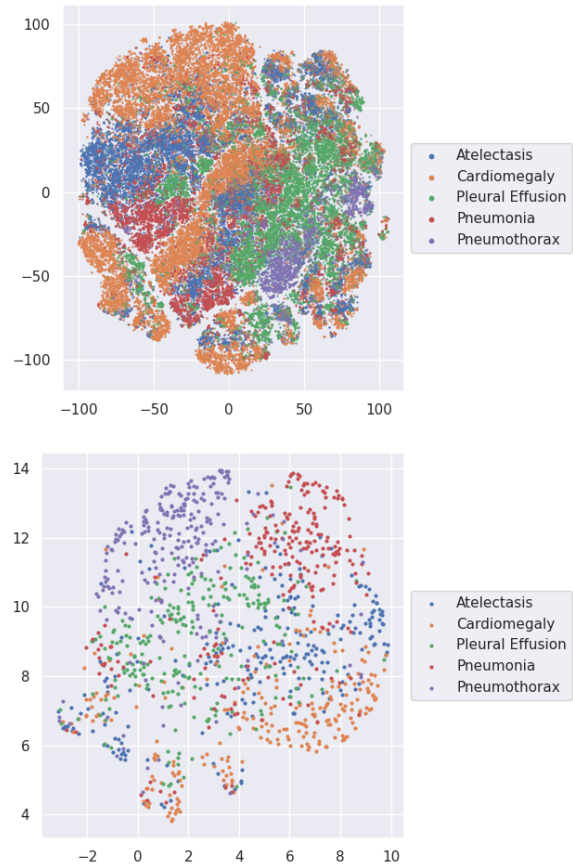 100
50
0
−50
−100
−100 −50 0 50 100
Atelectasis
Cardiomegaly
Pleural Effusion
Pneumonia
Pneumothorax
14
12
10
8
6
4
−2 0 2 4 6 8 10
Atelectasis
Cardiomegaly
Pleural Effusion
Pneumonia
Pneumothorax